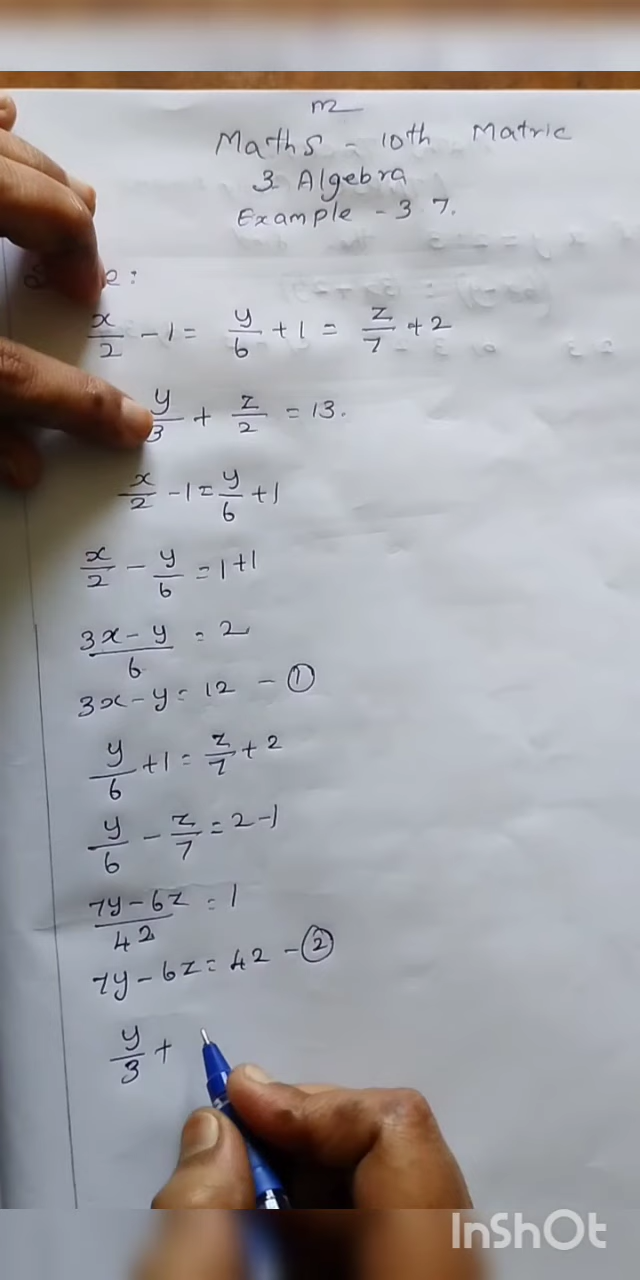 Maths - 10th Matric
3 Algebra
Example - 3 7.
x/2 - 1 = y/6 + 1 = z/7 + 2
y/3 + z/2 = 13.
x/2 - 1 = y/6 + 1
x/2 - y/6 = 1 + 1
3x - y/6 = 2
3x - y = 12 - ①
y/6 + 1 = z/7 + 2
y/6 - z/7 = 2 - 1
7y - 6z/42 = 1
7y - 6z = 42 - ②
y/3 +
InShOt